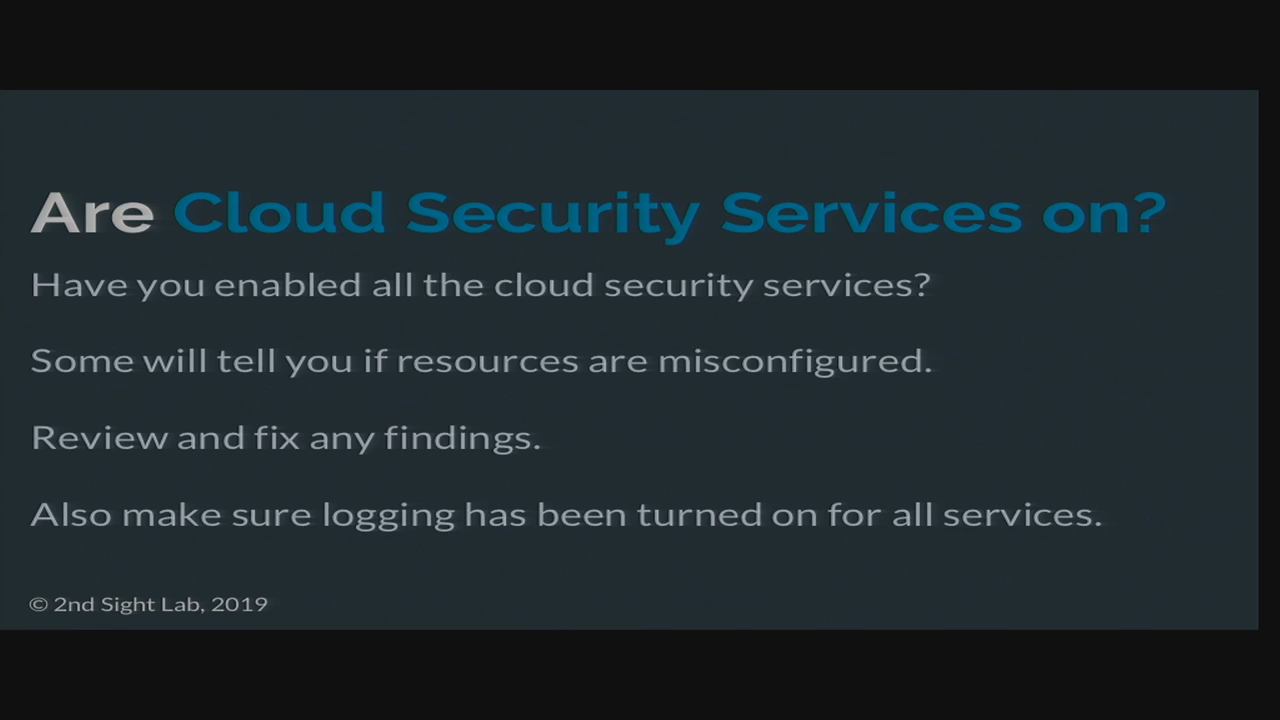 Are Cloud Security Services on?
Have you enabled all the cloud security services?
Some will tell you if resources are misconfigured.
Review and fix any findings.
Also make sure logging has been turned on for all services.
© 2nd Sight Lab, 2019